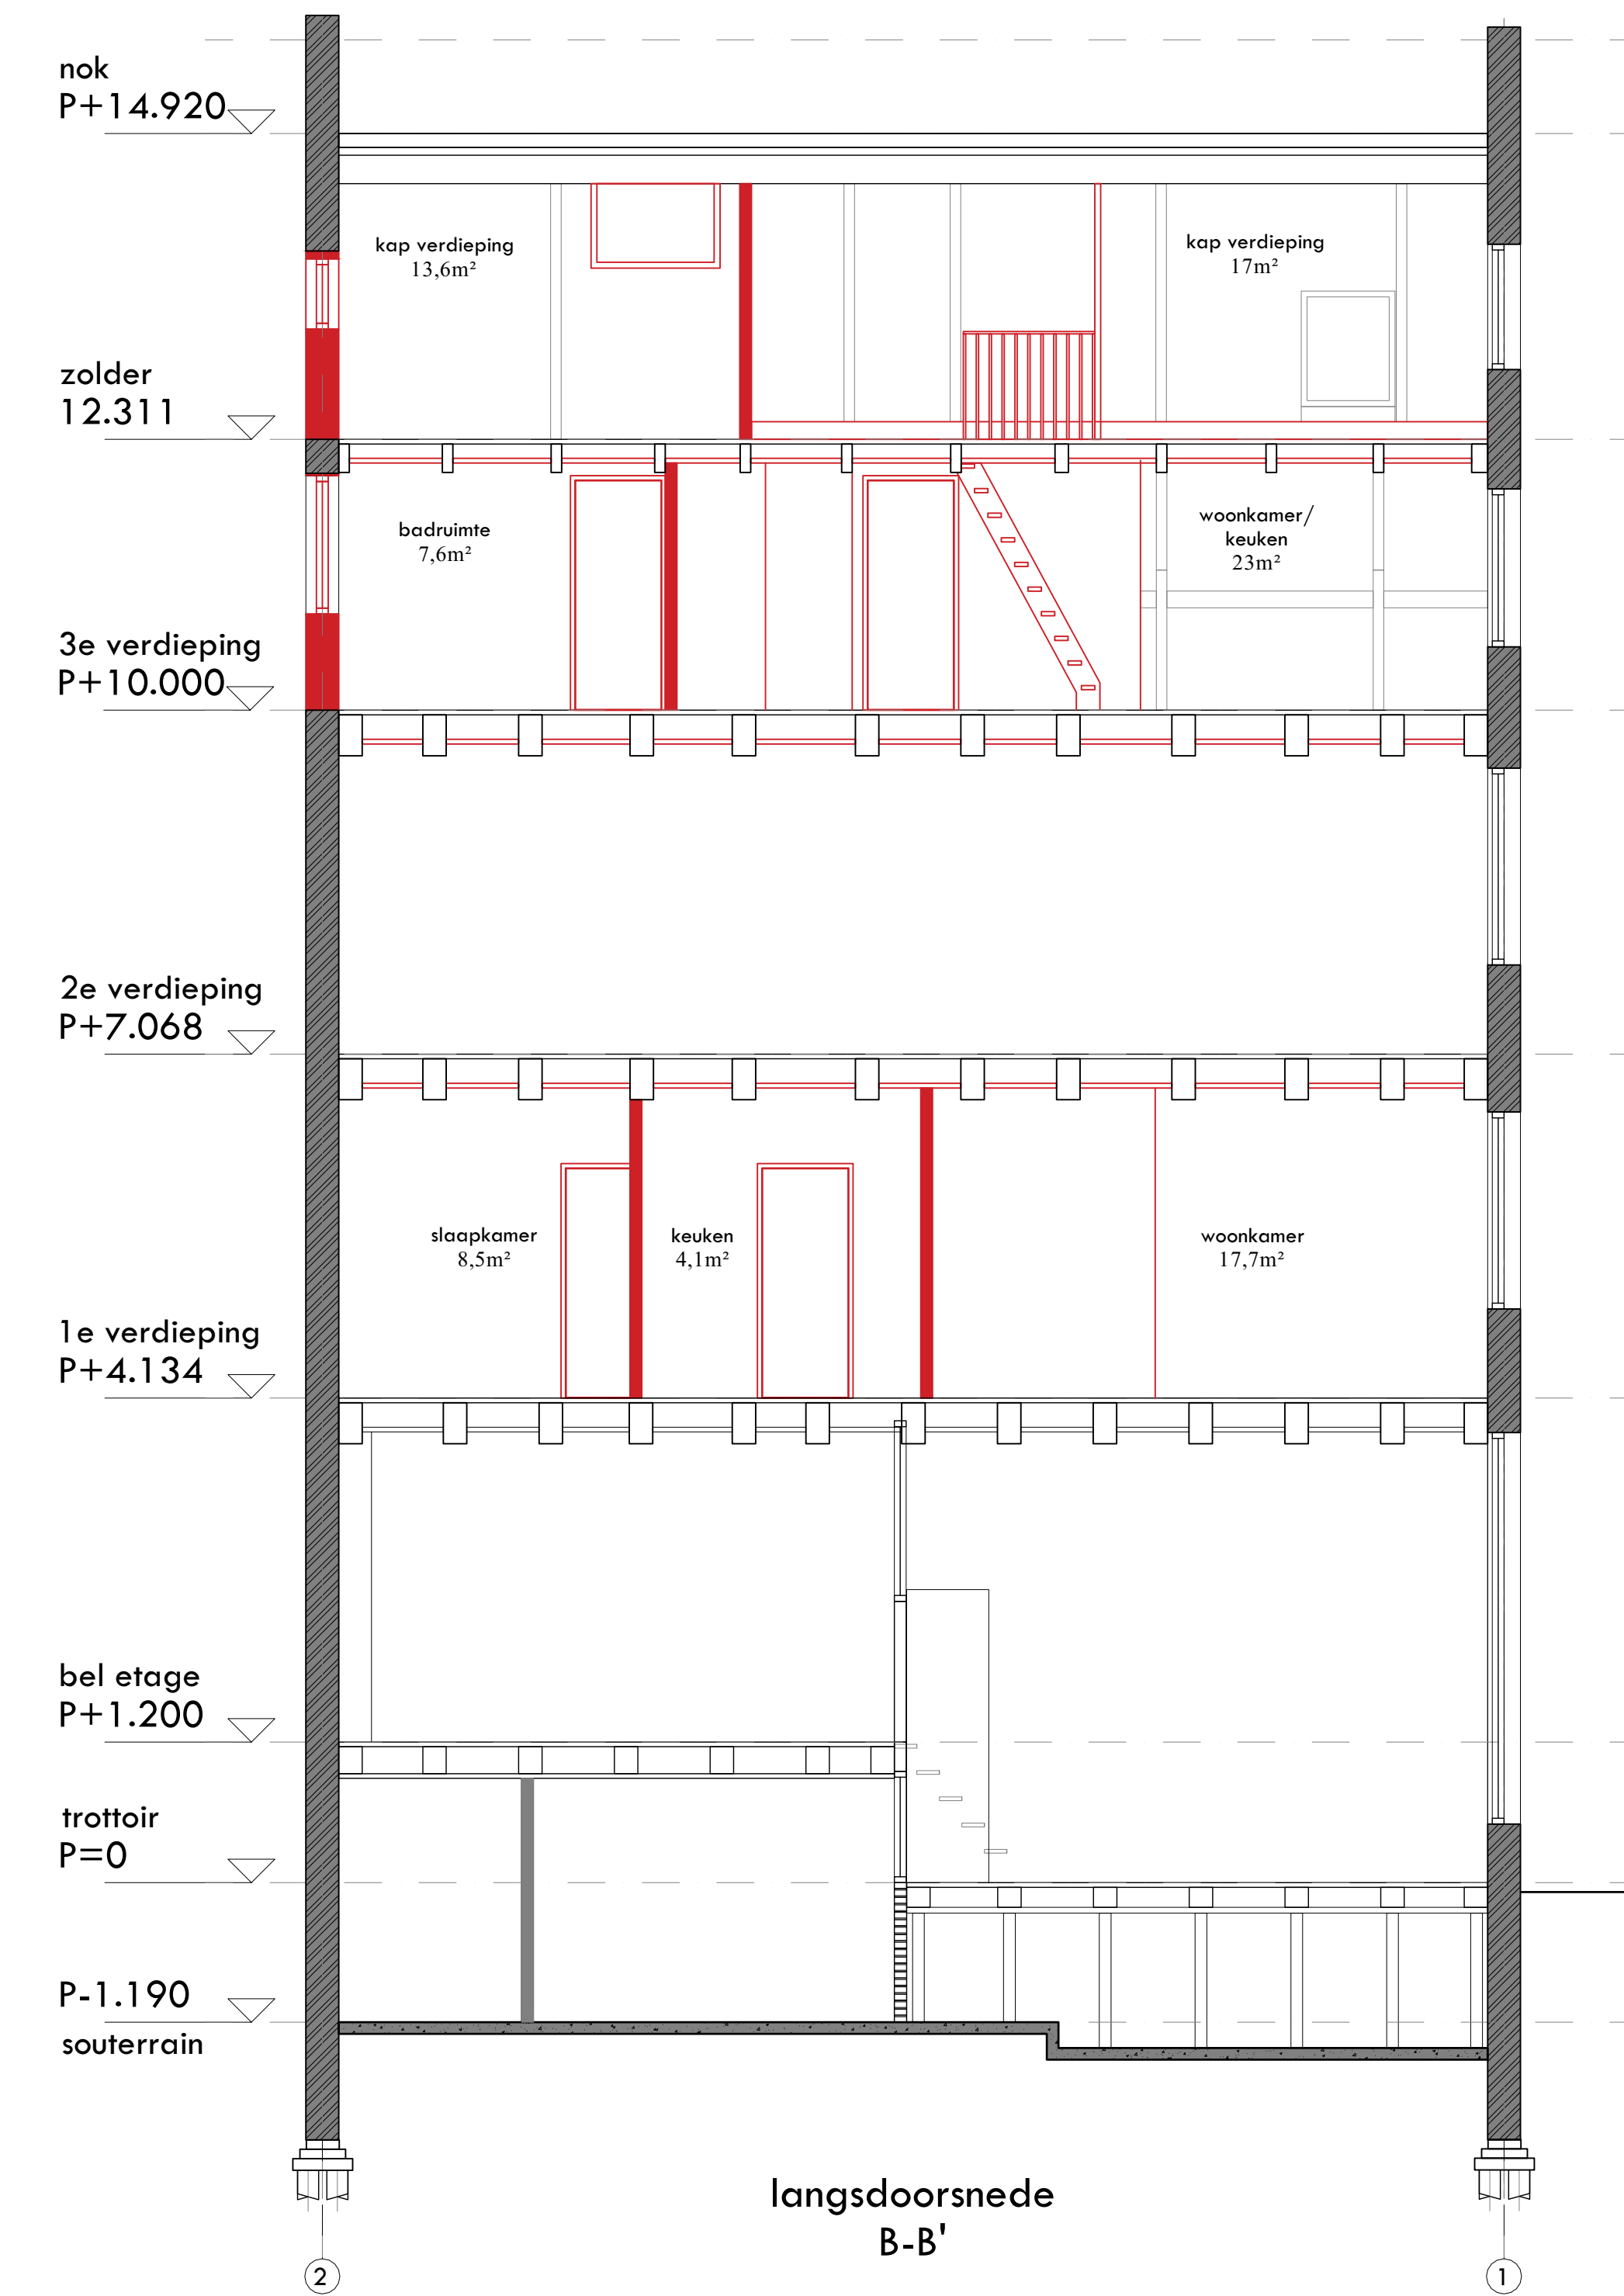 nok
P+14.920
kap verdieping
13,6m²
kap verdieping
17m²
zolder
12.311
badruimte
7,6m²
woonkamer/
keuken
23m²
3e verdieping
P+10.000
2e verdieping
P+7.068
slaapkamer
8,5m²
keuken
4,1m²
woonkamer
17,7m²
1e verdieping
P+4.134
bel etage
P+1.200
trottoir
P=0
P-1.190
souterrain
langsdoorsnede
B-B'
2
1